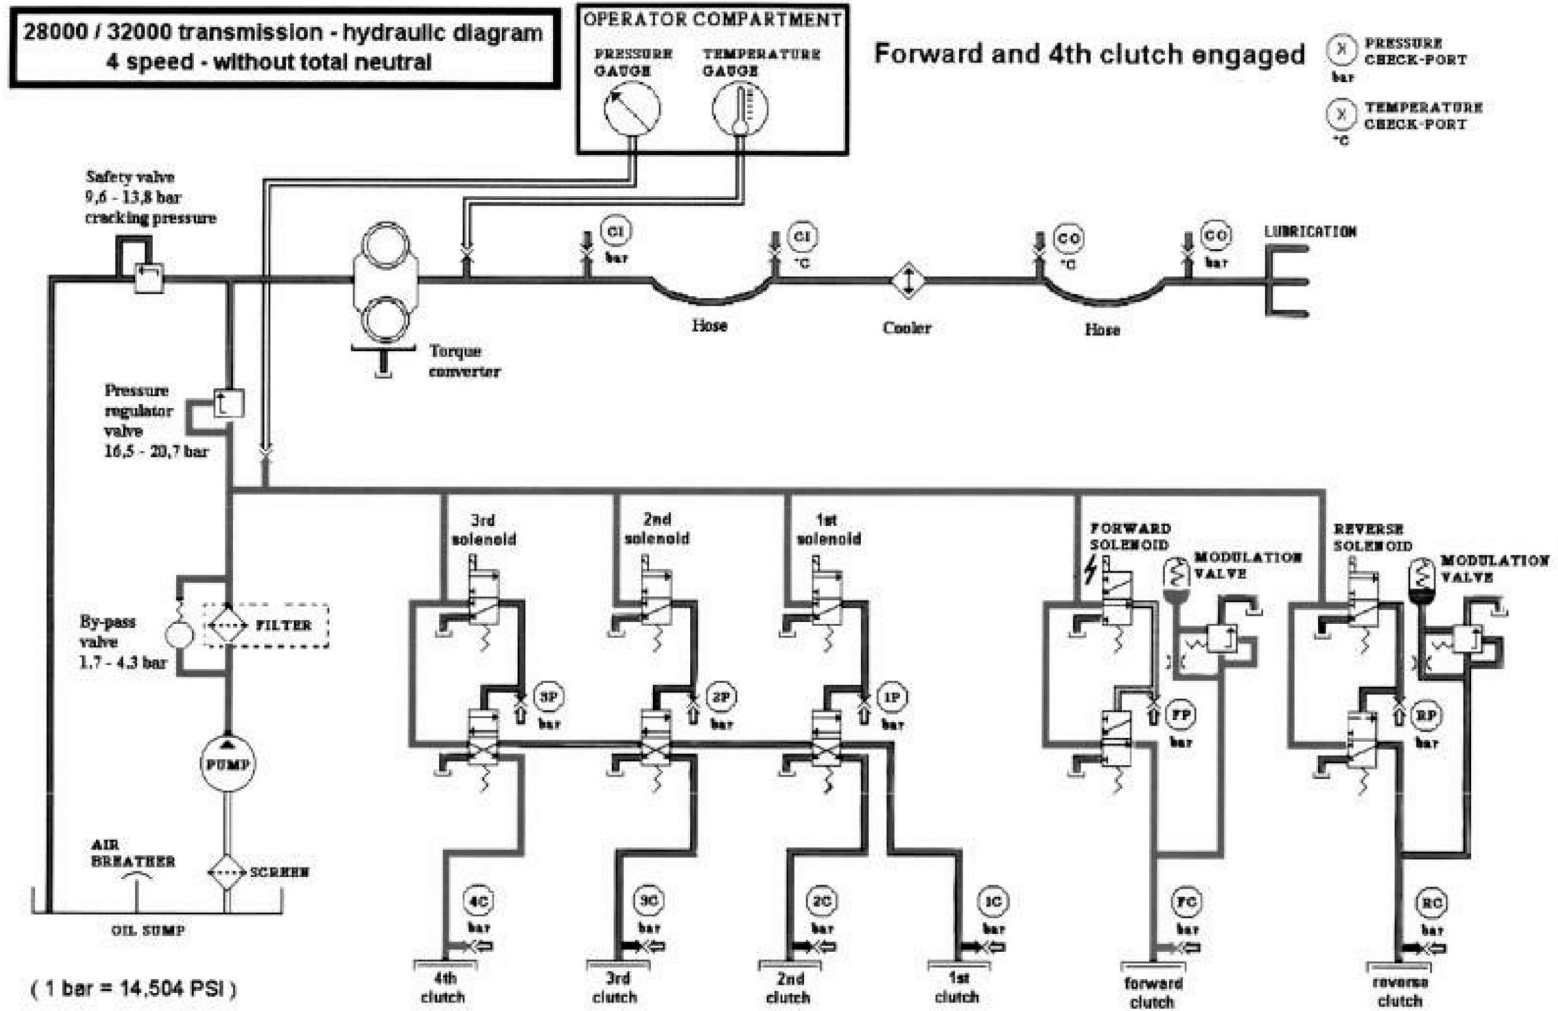 28000 / 32000 transmission - hydraulic diagram
4 speed - without total neutral
OPERATOR COMPARTMENT
PRESSURE
GAUGE
TEMPERATURE
GAUGE
Forward and 4th clutch engaged
X
PRESSURE
CHECK-PORT
bar
X
TEMPERATURE
CHECK-PORT
°C
Safety valve
9,6 - 13,8 bar
cracking pressure
CI
bar
CI
°C
CO
°C
CO
bar
LUBRICATION
Hose
Cooler
Hose
Torque
converter
Pressure
regulator
valve
16,5 - 20,7 bar
3rd
solenoid
2nd
solenoid
1st
solenoid
FORWARD
SOLENOID
MODULATION
VALVE
REVERSE
SOLENOID
MODULATION
VALVE
By-pass
valve
1.7 - 4.3 bar
FILTER
3P
bar
2P
bar
1P
bar
FP
bar
RP
bar
PUMP
AIR
BREATHER
SCREEN
OIL SUMP
4C
bar
3C
bar
2C
bar
1C
bar
FC
bar
RC
bar
4th
clutch
3rd
clutch
2nd
clutch
1st
clutch
forward
clutch
reverse
clutch
( 1 bar = 14,504 PSI )